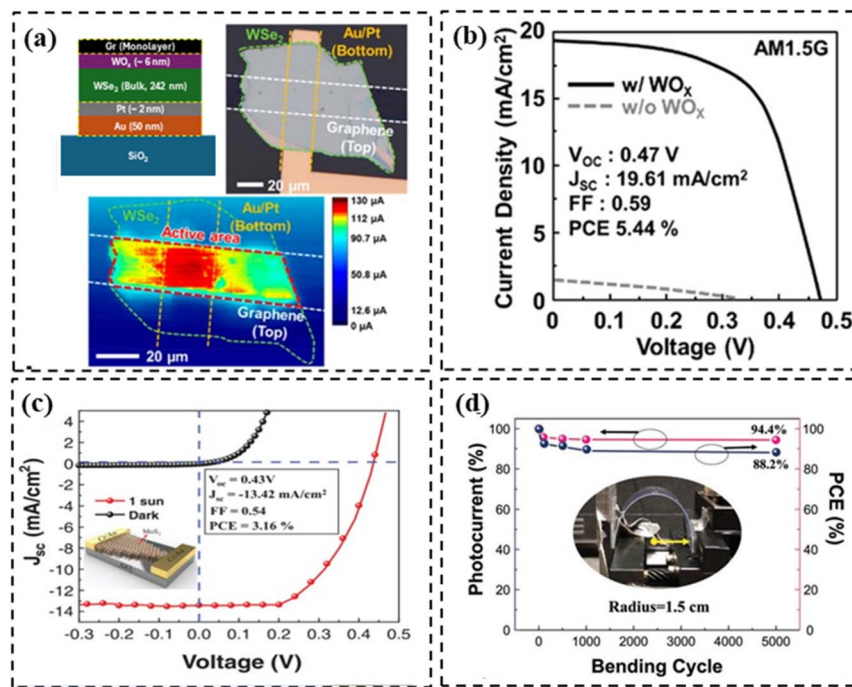 (a)
Gr (Monolayer)
WOₓ (~ 6 nm)
WSe₂ (Bulk, 242 nm)
Pt (~ 2 nm)
Au (50 nm)
SiO₂
WSe₂
Au/Pt
(Bottom)
Graphene
(Top)
20 μm
WSe₂
Au/Pt
(Bottom)
Active area
Graphene
(Top)
20 μm
130 μA
112 μA
90.7 μA
50.8 μA
12.6 μA
0 μA
(b)
AM1.5G
w/ WOₓ
w/o WOₓ
V_OC : 0.47 V
J_SC : 19.61 mA/cm²
FF : 0.59
PCE 5.44 %
Current Density (mA/cm²)
20
15
10
5
0
0 0.1 0.2 0.3 0.4 0.5
Voltage (V)
(c)
J_sc (mA/cm²)
4
2
0
-2
-4
-6
-8
-10
-12
-14
1 sun
Dark
V_oc = 0.43V
J_sc = -13.42 mA/cm²
FF = 0.54
PCE = 3.16 %
MoS₂
-0.3 -0.2 -0.1 0.0 0.1 0.2 0.3 0.4 0.5
Voltage (V)
(d)
Photocurrent (%)
100
80
60
40
20
0
94.4%
88.2%
Radius=1.5 cm
PCE (%)
100
80
60
40
20
0
0 1000 2000 3000 4000 5000
Bending Cycle